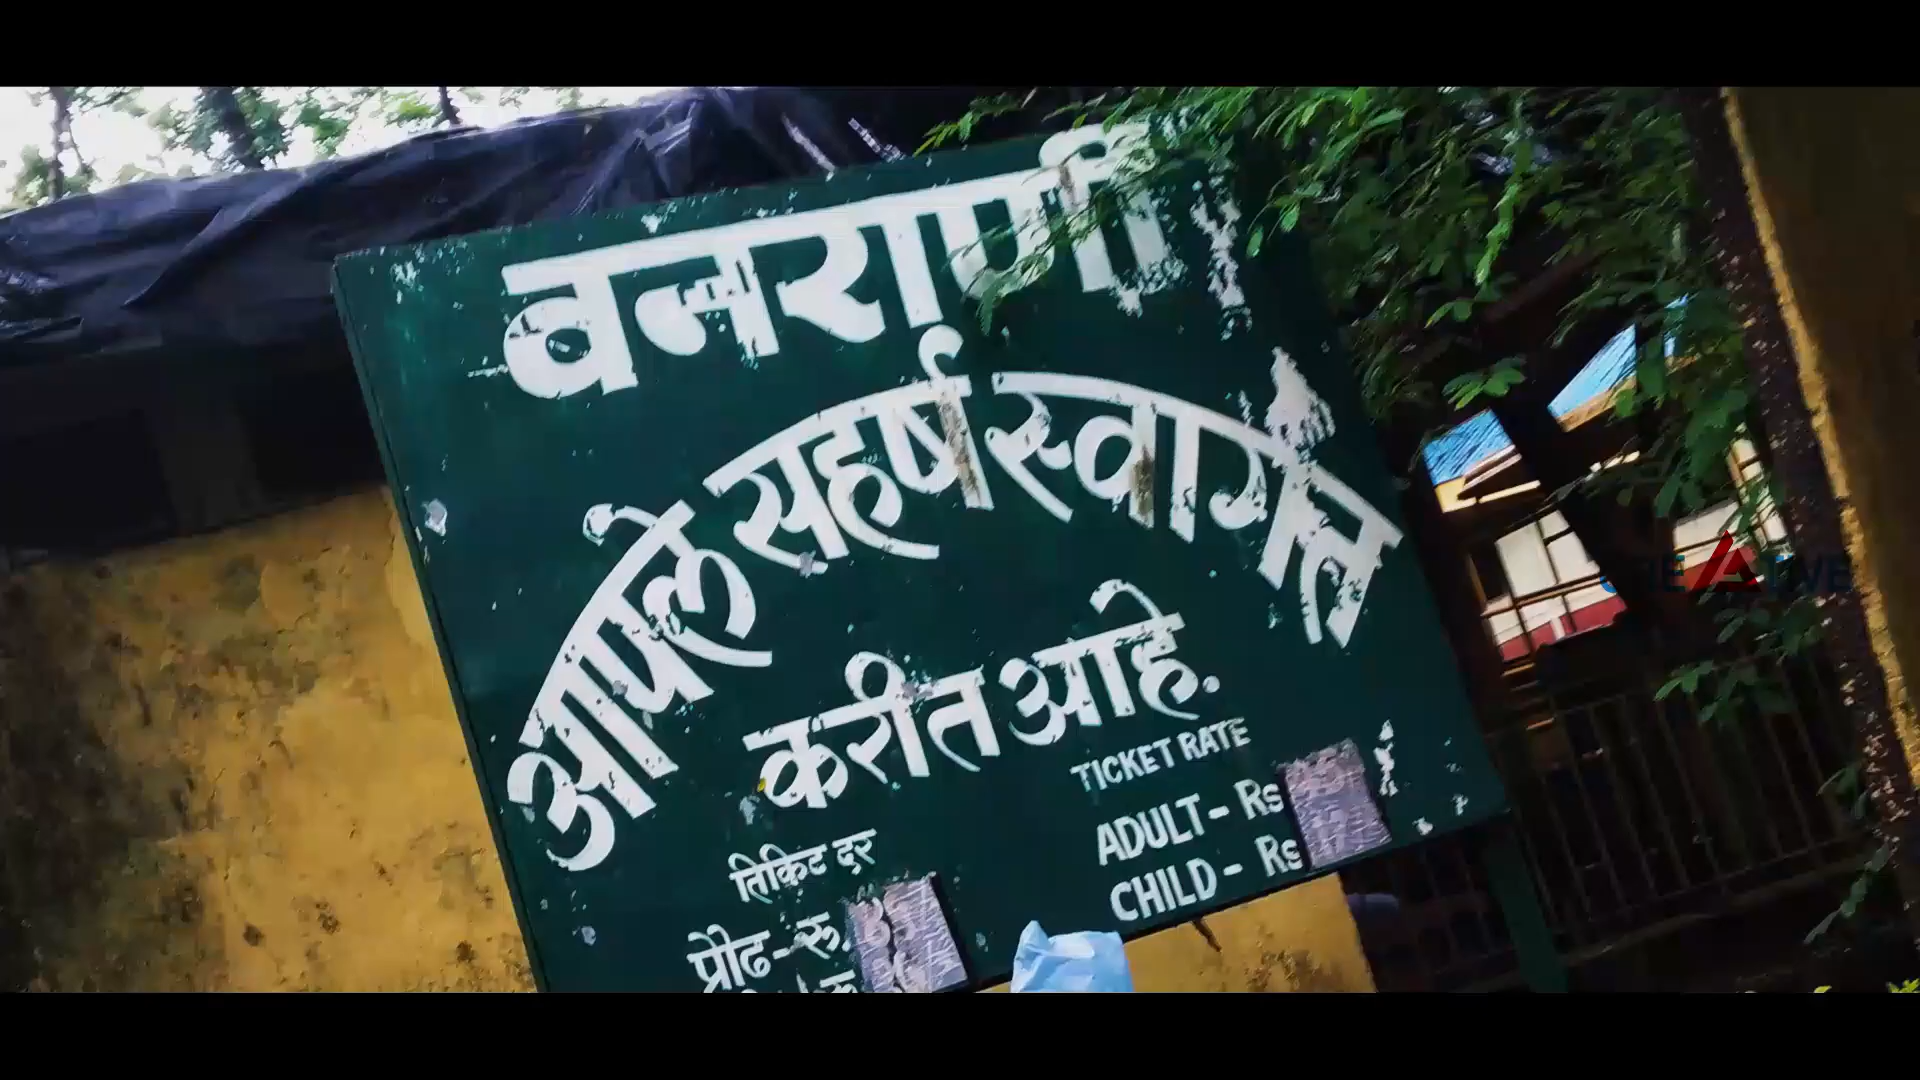 वनराणी
आपले सहर्ष स्वागत
करीत आहे.
TICKET RATE
ADULT - Rs
CHILD - Rs
तिकिट दर
प्रौढ - रू.